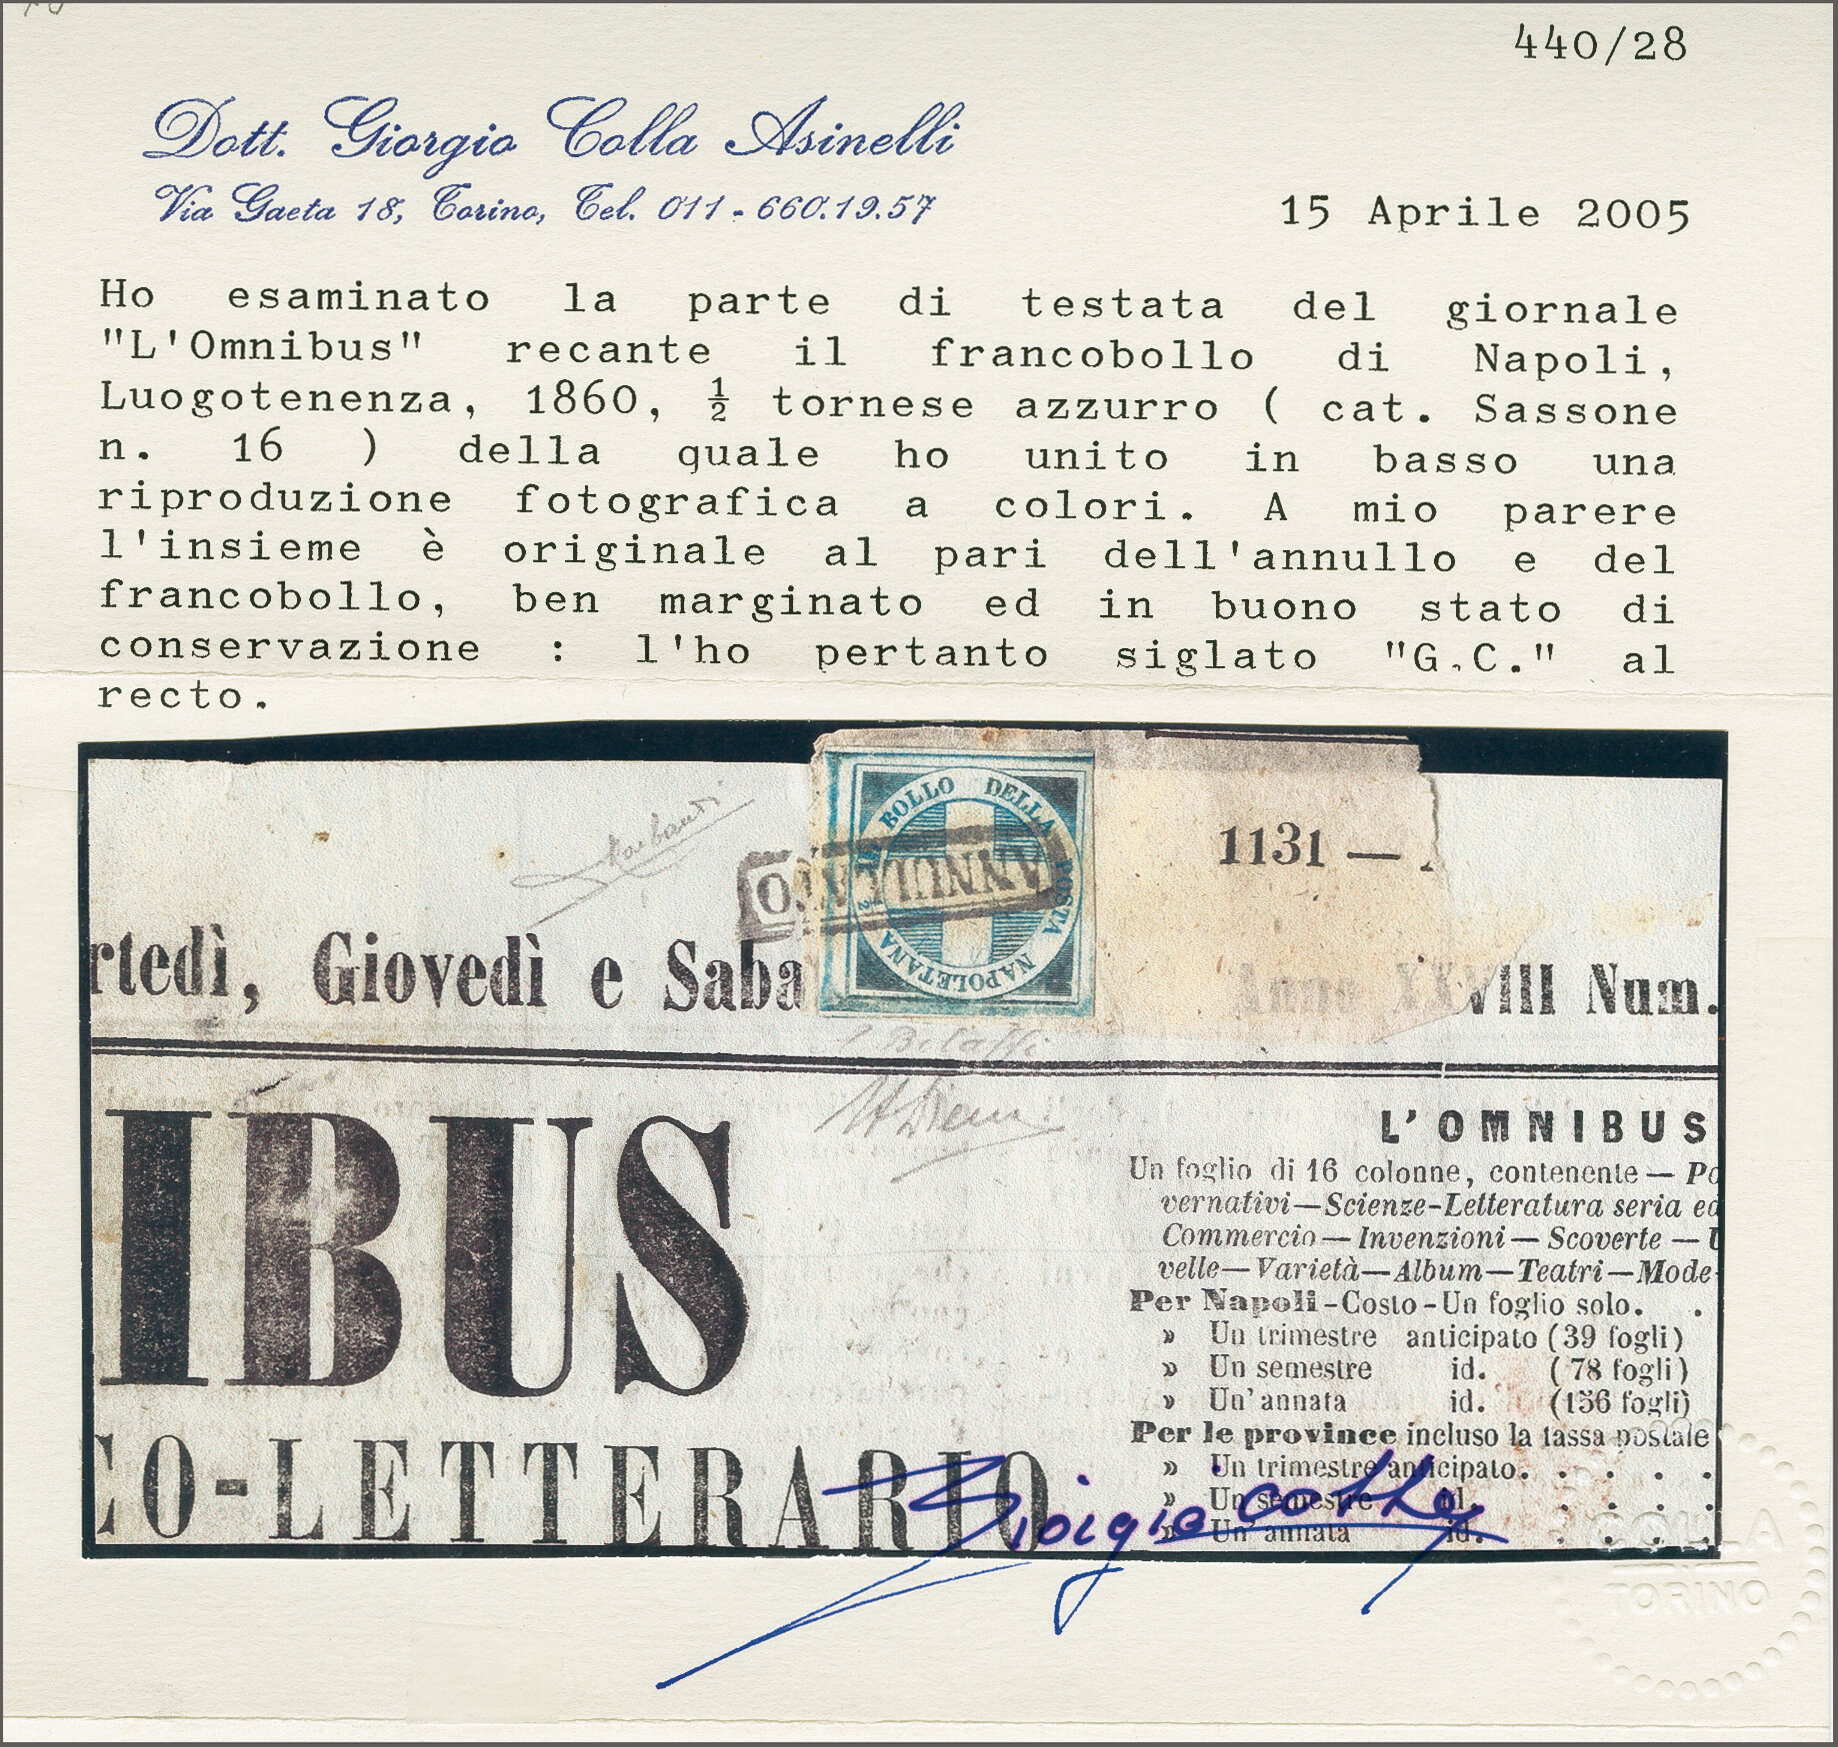 440/28
Dott. Giorgio Colla Asinelli
Via Gaeta 18, Torino, Tel. 011-660.19.57
15 Aprile 2005
Ho esaminato la parte di testata del giornale
"L'Omnibus" recante il francobollo di Napoli,
Luogotenenza, 1860, ½ tornese azzurro ( cat. Sassone
n. 16 ) della quale ho unito in basso una
riproduzione fotografica a colori. A mio parere
l'insieme è originale al pari dell'annullo e del
francobollo, ben marginato ed in buono stato di
conservazione : l'ho pertanto siglato "G.C." al
recto.
BOLLO DELLA POSTA NAPOLETANA
ANNULLATO
1131 —
rtedì, Giovedì e Saba
Anno XXVIII Num.
IBUS
CO-LETTERARIO
L'OMNIBUS
Un foglio di 16 colonne, contenente — Po
vernativi—Scienze-Letteratura seria ed
Commercio—Invenzioni—Scoverte —
velle—Varietà—Album—Teatri—Mode-
Per Napoli-Costo-Un foglio solo. .
» Un trimestre anticipato (39 fogli)
» Un semestre id. (78 fogli)
» Un'annata id. (156 fogli)
Per le province incluso la tassa postale
» Un trimestre anticipato. . . . . .
» Un semestre id. . . . .
» Un'annata id. . . . .
Giorgio Colla
COLLA
TORINO